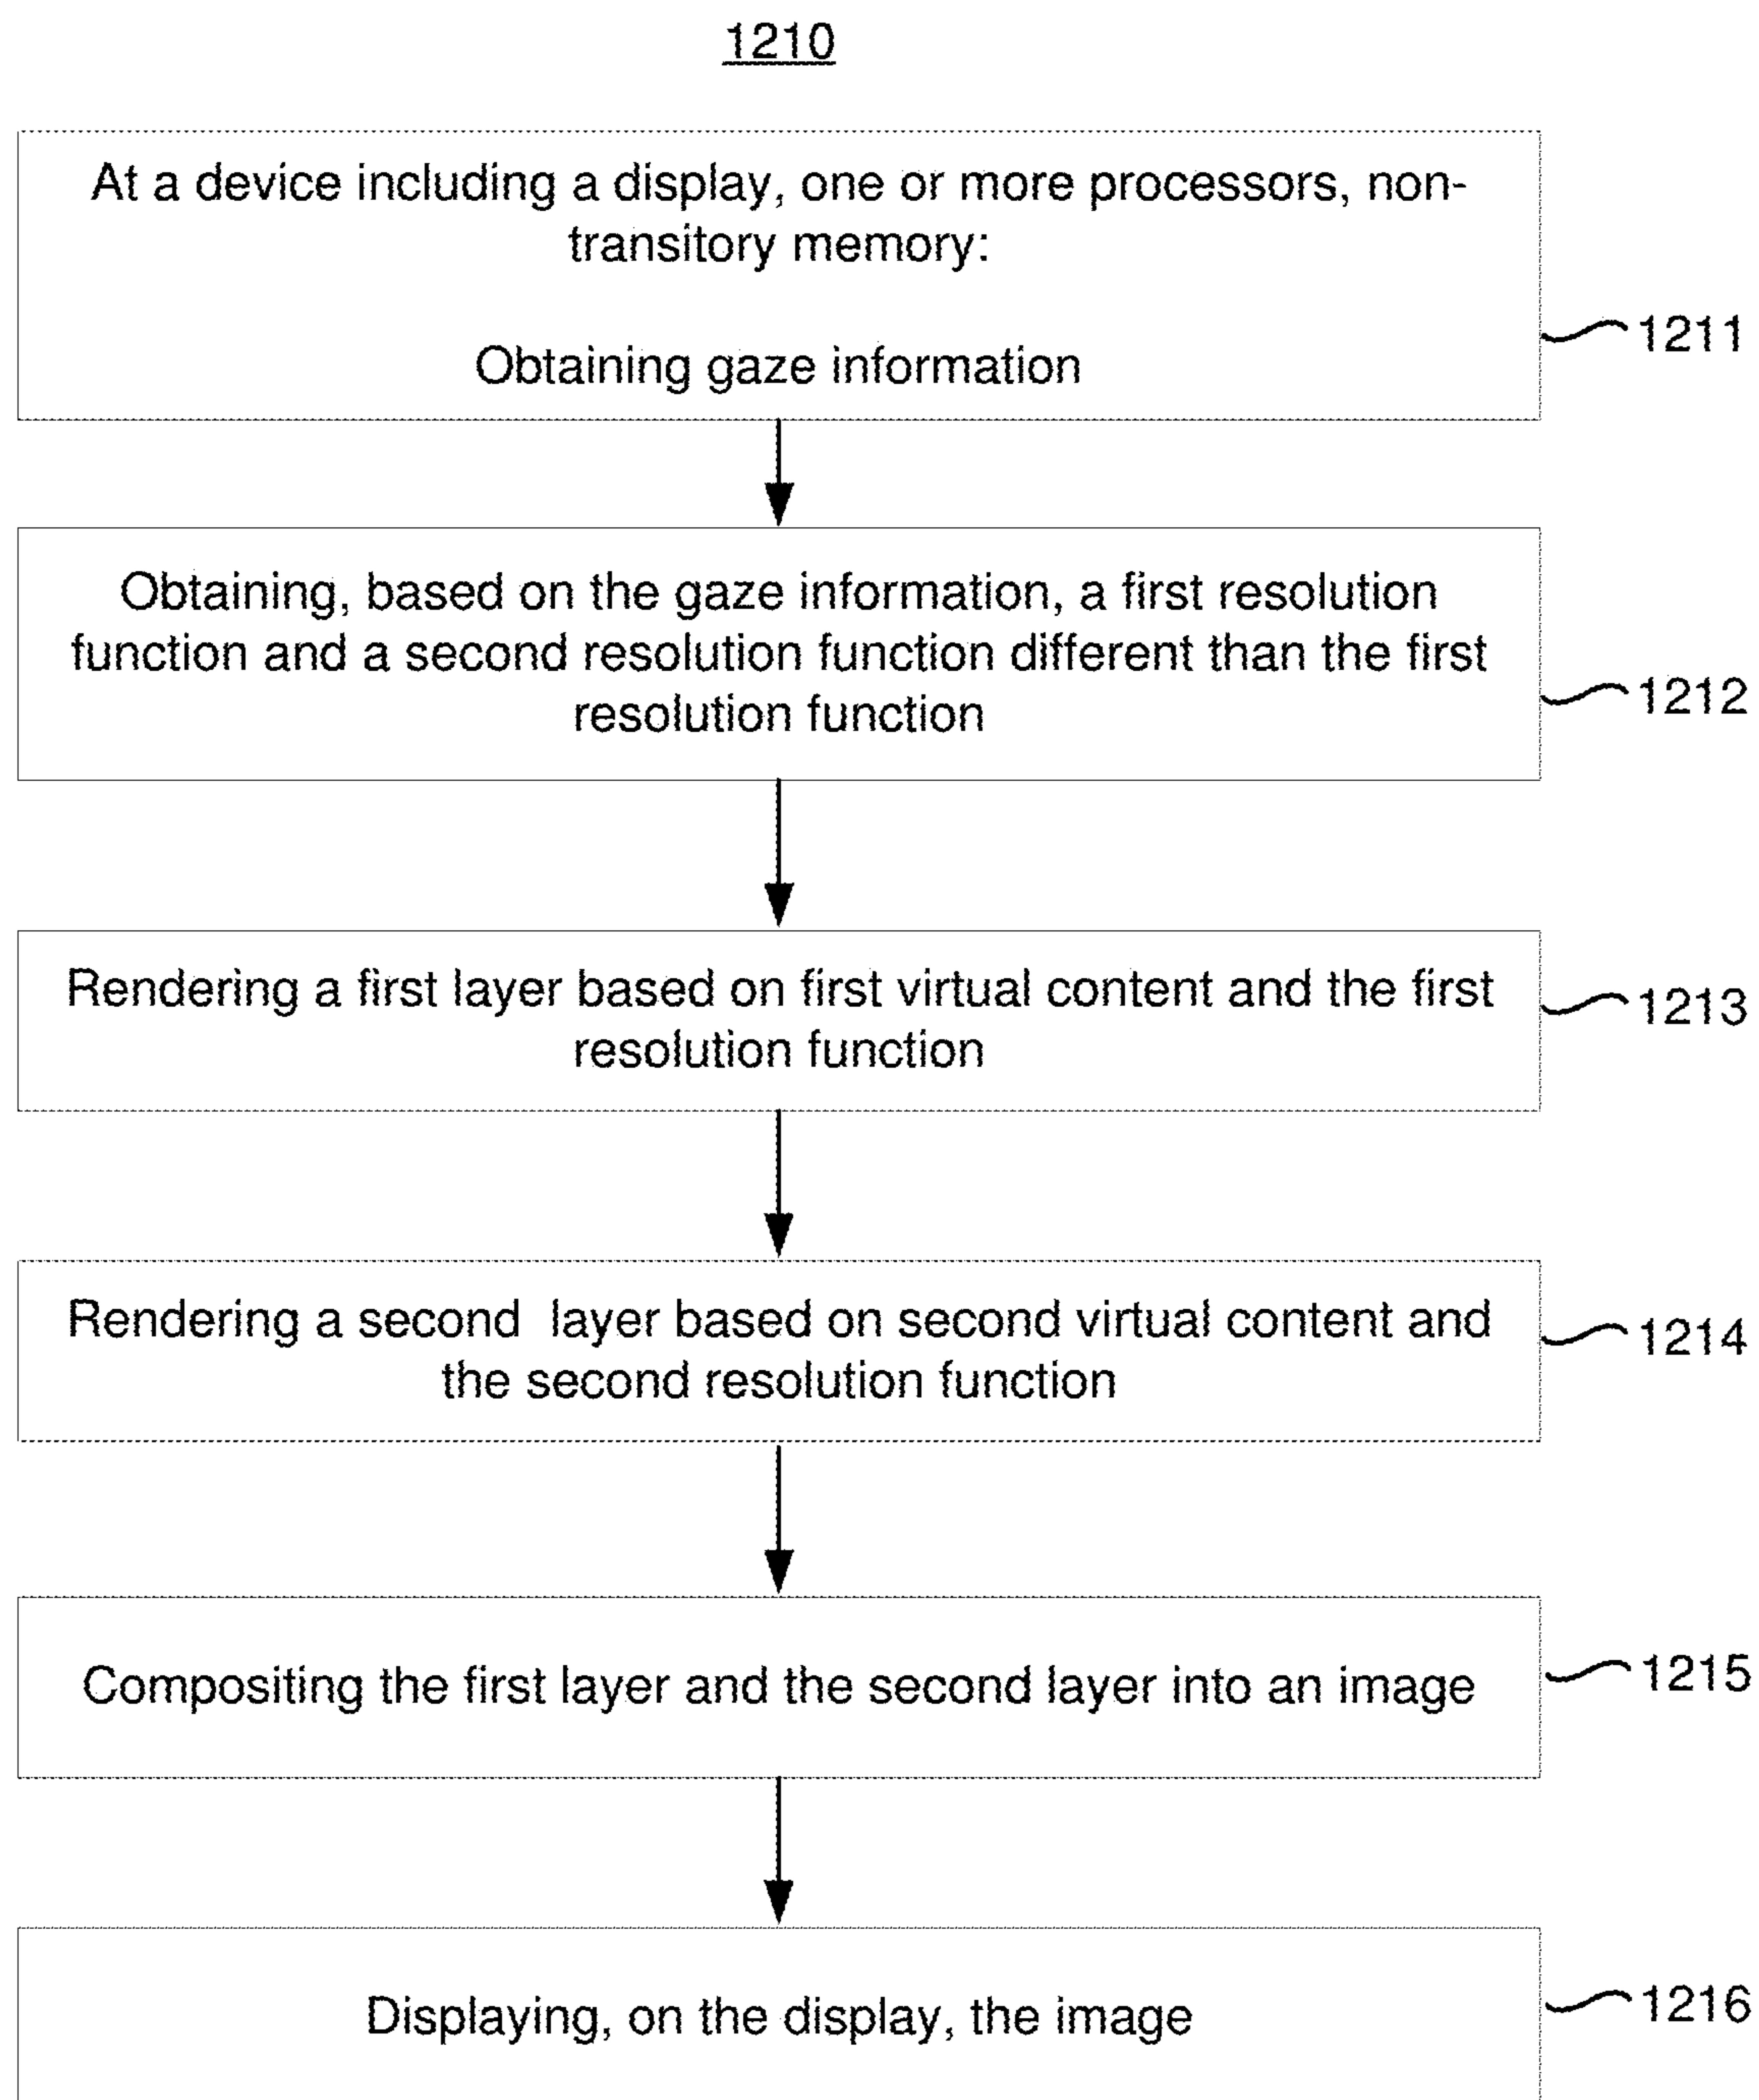 1210
At a device including a display, one or more processors, non-
transitory memory:
Obtaining gaze information
1211
Obtaining, based on the gaze information, a first resolution
function and a second resolution function different than the first
resolution function
1212
Rendering a first layer based on first virtual content and the first
resolution function
1213
Rendering a second layer based on second virtual content and
the second resolution function
1214
Compositing the first layer and the second layer into an image
1215
Displaying, on the display, the image
1216